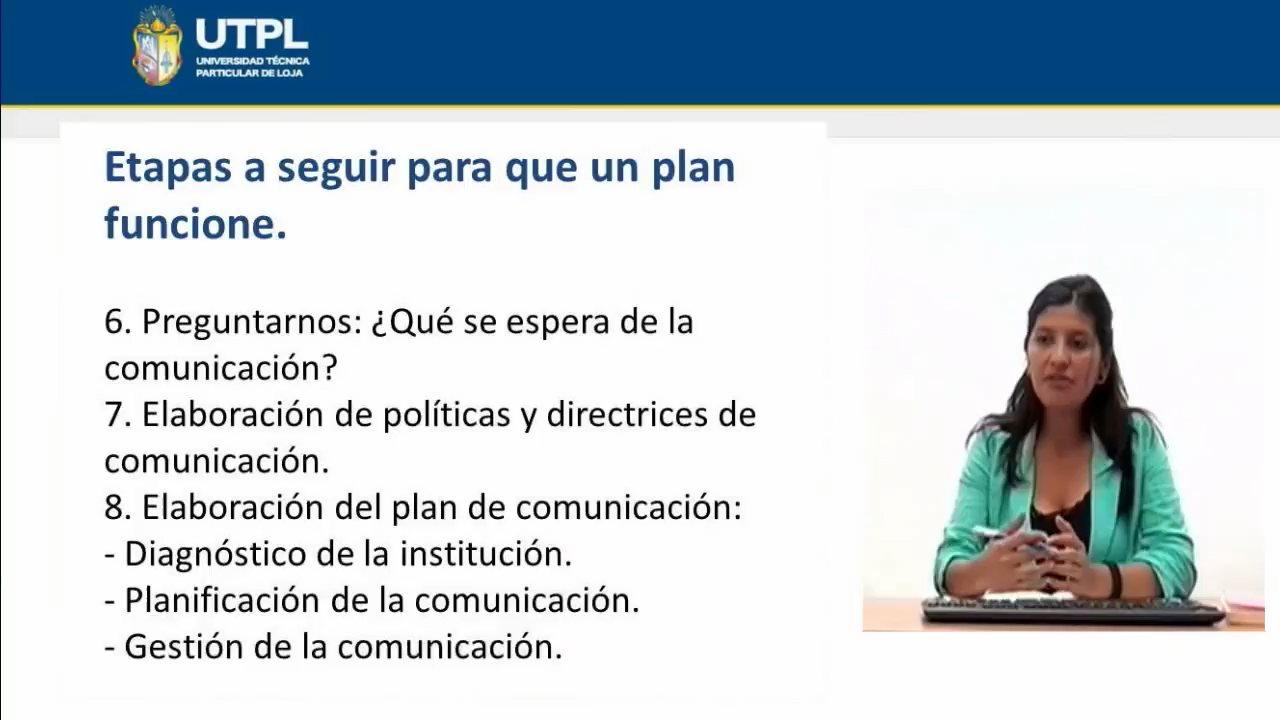 UTPL
UNIVERSIDAD TÉCNICA
PARTICULAR DE LOJA
Etapas a seguir para que un plan
funcione.
6. Preguntarnos: ¿Qué se espera de la
comunicación?
7. Elaboración de políticas y directrices de
comunicación.
8. Elaboración del plan de comunicación:
- Diagnóstico de la institución.
- Planificación de la comunicación.
- Gestión de la comunicación.